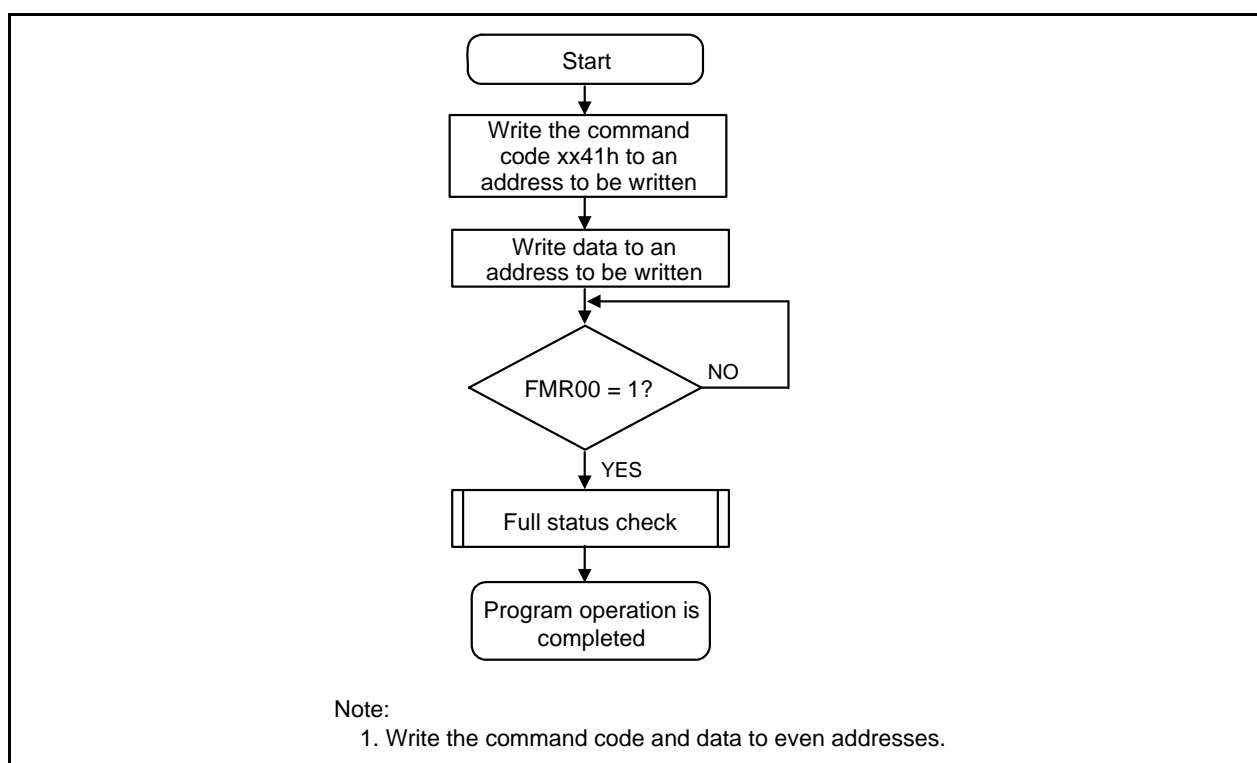 Start
Write the command
code xx41h to an
address to be written
Write data to an
address to be written
FMR00 = 1?
NO
YES
Full status check
Program operation is
completed
Note:
1. Write the command code and data to even addresses.